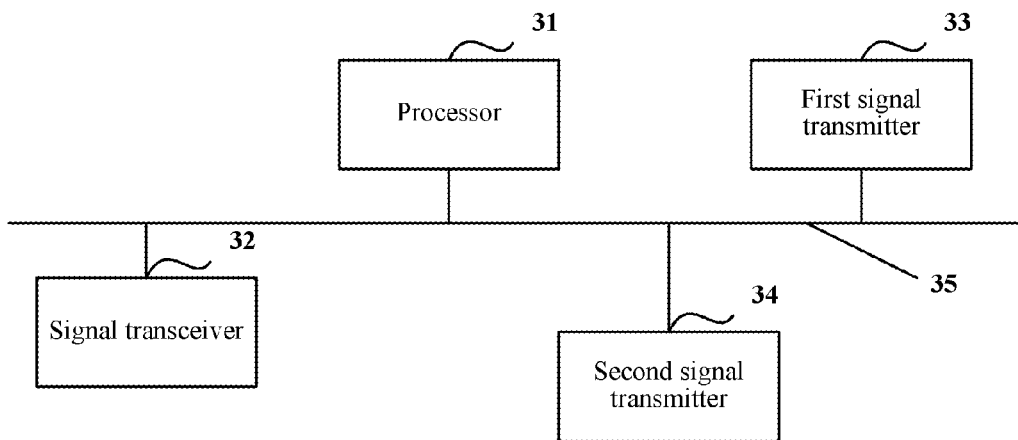 31
33
Processor
First signal
transmitter
32
35
34
Signal transceiver
Second signal
transmitter